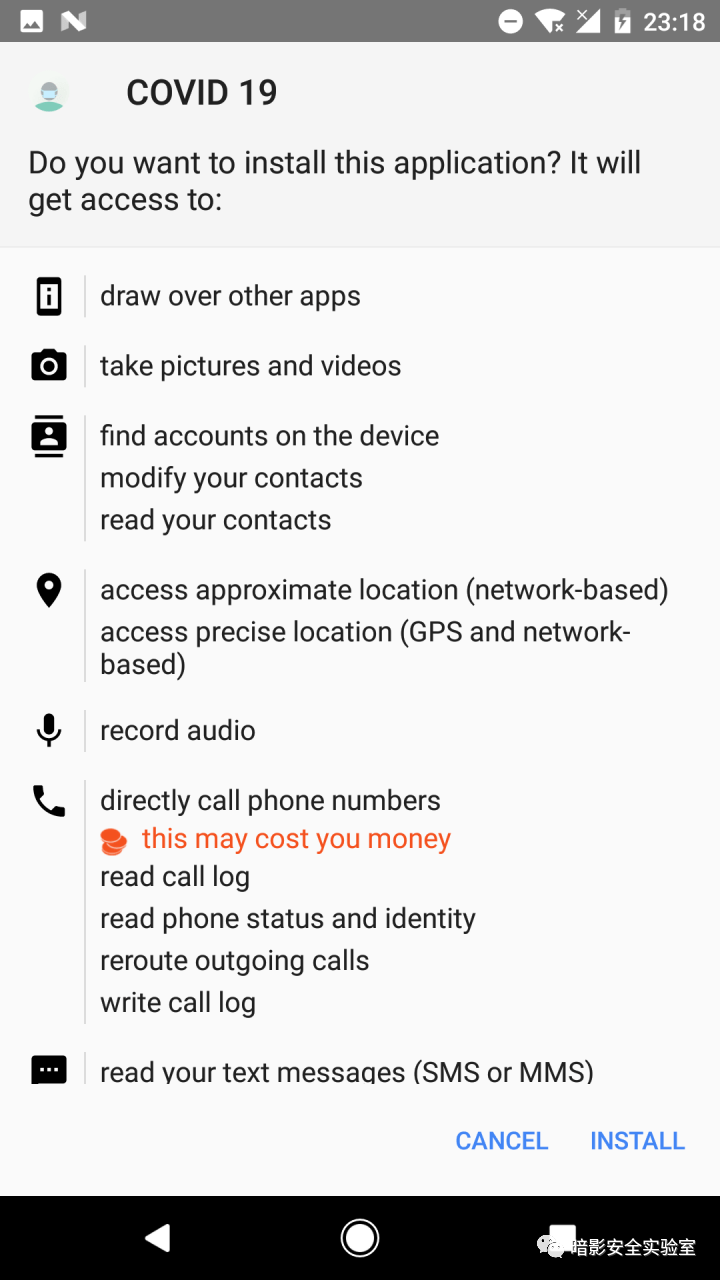 23:18
COVID 19
Do you want to install this application? It will
get access to:
draw over other apps
take pictures and videos
find accounts on the device
modify your contacts
read your contacts
access approximate location (network-based)
access precise location (GPS and network-
based)
record audio
directly call phone numbers
this may cost you money
read call log
read phone status and identity
reroute outgoing calls
write call log
read your text messages (SMS or MMS)
CANCEL INSTALL
暗影安全实验室